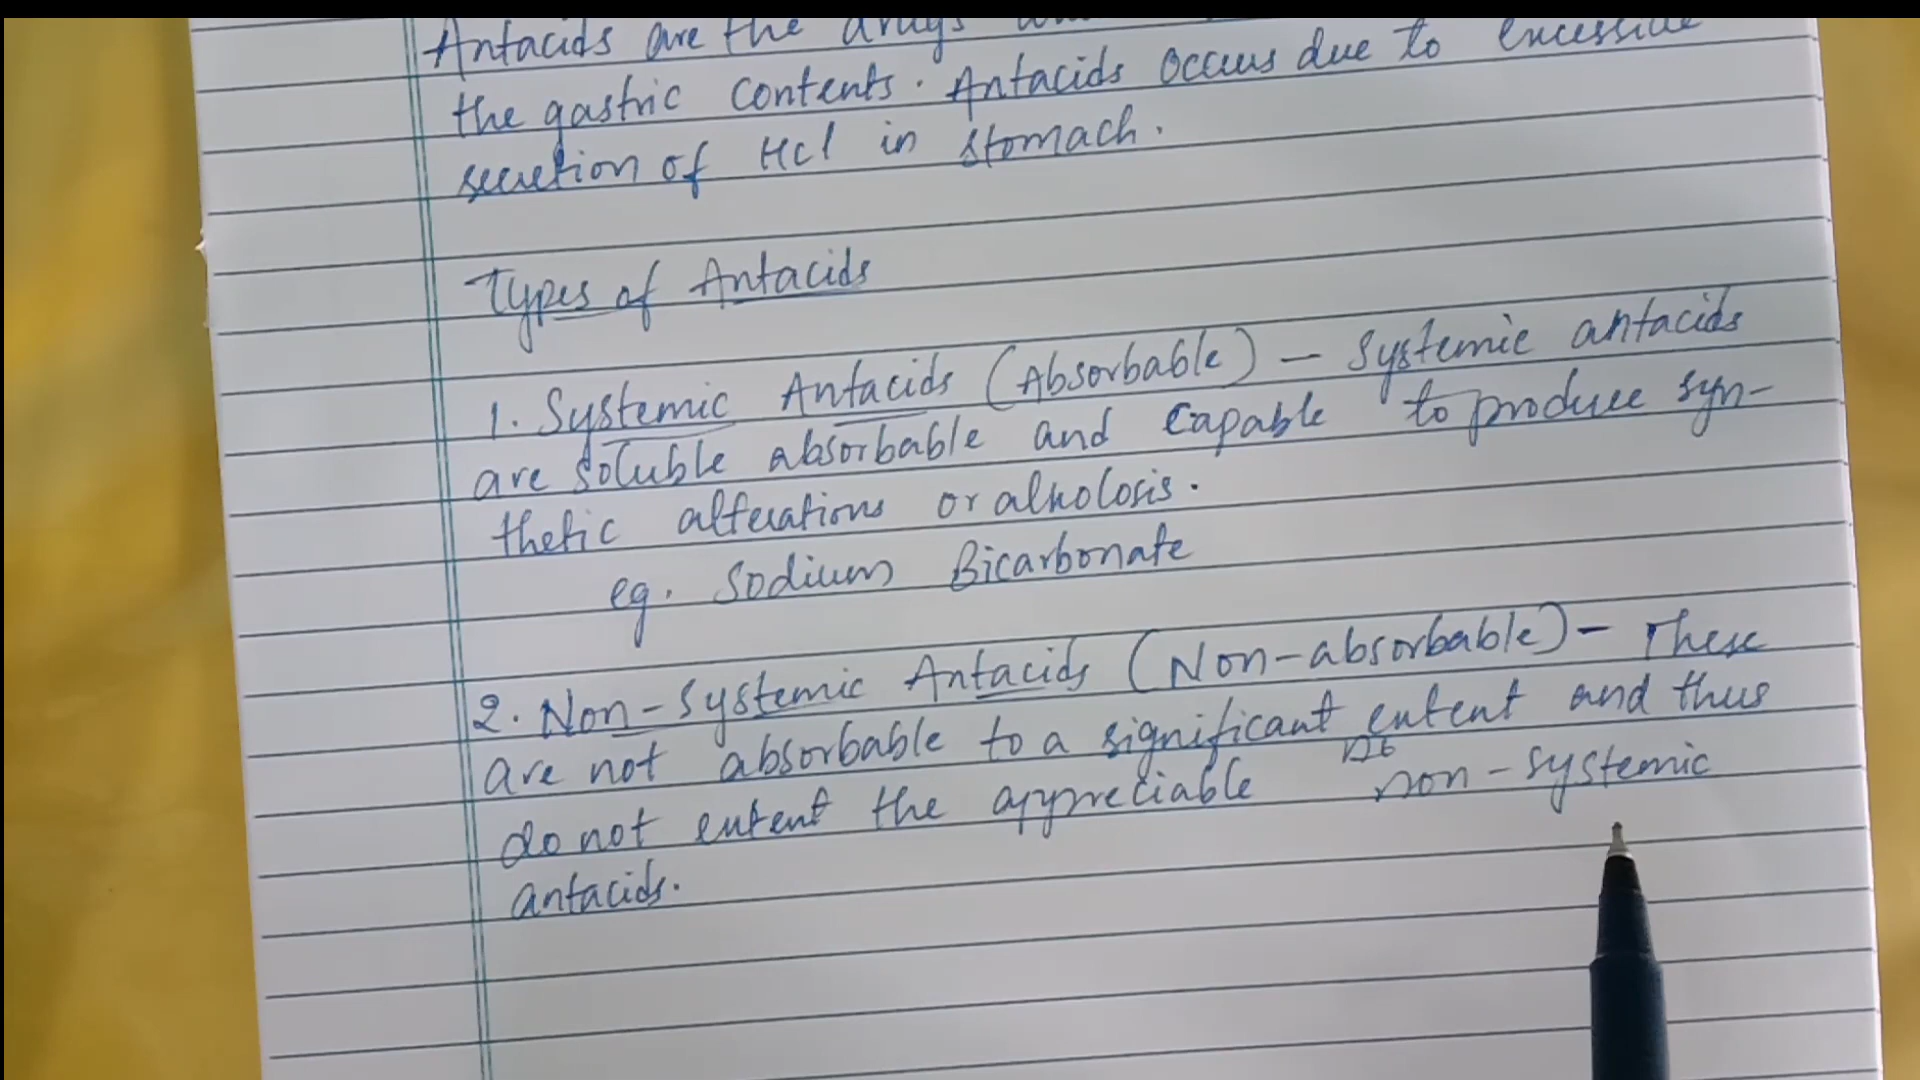 Antacids are the drugs
the gastric contents. Antacids occurs due to excessive
secretion of Hcl in stomach.
Types of Antacids
1. Systemic Antacids (Absorbable) – Systemic antacids
are soluble absorbable and capable to produce syn-
thetic alterations or alkolosis.
eg. Sodium Bicarbonate
2. Non-systemic Antacids (Non-absorbable) – These
are not absorbable to a significant extent and thus
do not extent the appreciable non-systemic
antacids.